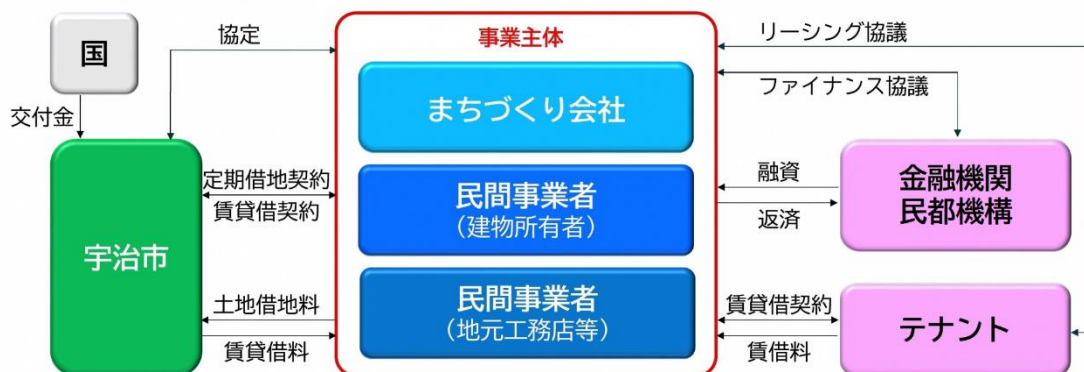 国
交付金
宇治市
協定
定期借地契約
賃貸借契約
土地借地料
賃貸借料
事業主体
まちづくり会社
民間事業者
(建物所有者)
民間事業者
(地元工務店等)
リーシング協議
ファイナンス協議
融資
返済
金融機関
民都機構
賃貸借契約
賃借料
テナント